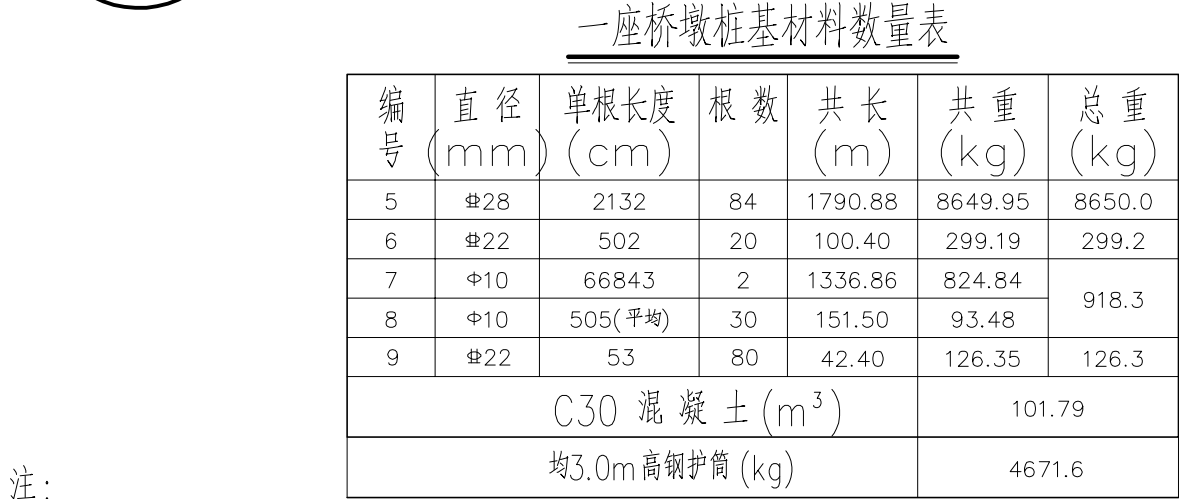 一座桥墩桩基材料数量表
编号 直径(mm) 单根长度(cm) 根数 共长(m) 共重(kg) 总重(kg)
5 ⌀28 2132 84 1790.88 8649.95 8650.0
6 ⌀22 502 20 100.40 299.19 299.2
7 Φ10 66843 2 1336.86 824.84 918.3
8 Φ10 505(平均) 30 151.50 93.48
9 ⌀22 53 80 42.40 126.35 126.3
C30 混凝土(m³) 101.79
均3.0m高钢护筒(kg) 4671.6
注: